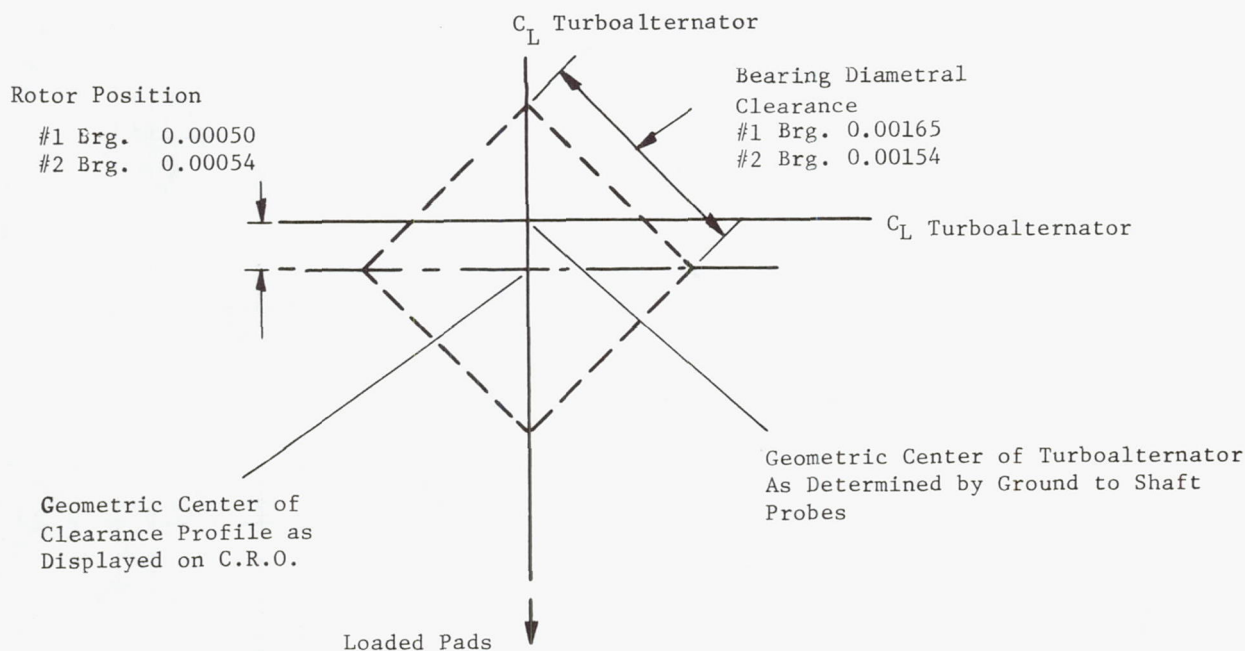 C_L Turboalternator
Rotor Position
#1 Brg. 0.00050
#2 Brg. 0.00054
Bearing Diametral
Clearance
#1 Brg. 0.00165
#2 Brg. 0.00154
C_L Turboalternator
Geometric Center of
Clearance Profile as
Displayed on C.R.O.
Geometric Center of Turboalternator
As Determined by Ground to Shaft
Probes
Loaded Pads